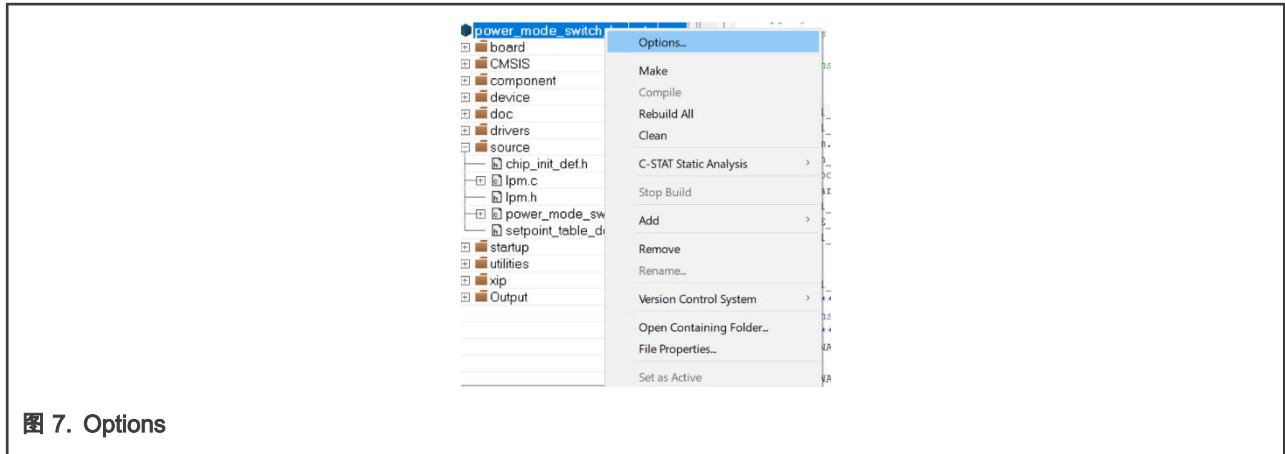 power_mode_switch
board
CMSIS
component
device
doc
drivers
source
chip_init_def.h
lpm.c
lpm.h
power_mode_sw
setpoint_table_d
startup
utilities
xip
Output
Options...
Make
Compile
Rebuild All
Clean
C-STAT Static Analysis
Stop Build
Add
Remove
Rename...
Version Control System
Open Containing Folder...
File Properties...
Set as Active
图 7. Options